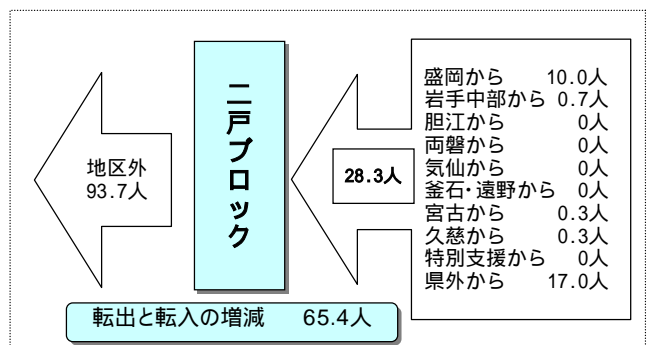 地区外
93.7人
二戸ブロック
28.3人
盛岡から 10.0人
岩手中部から 0.7人
胆江から 0人
両磐から 0人
気仙から 0人
釜石・遠野から 0人
宮古から 0.3人
久慈から 0.3人
特別支援から 0人
県外から 17.0人
転出と転入の増減 65.4人